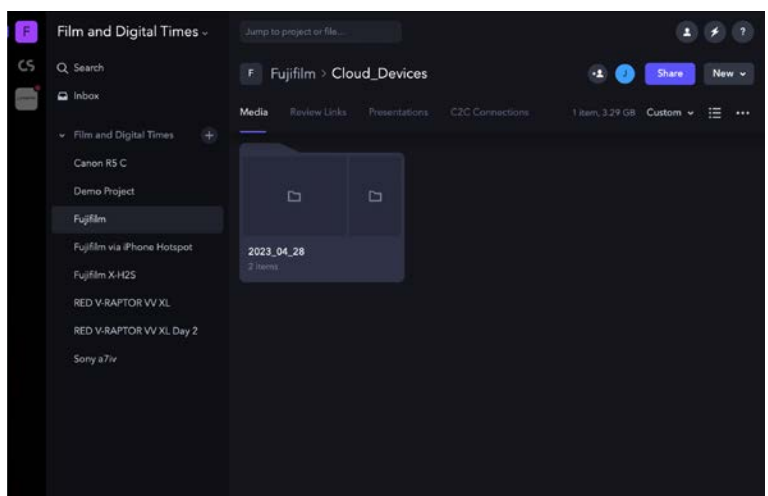 F
CS
Film and Digital Times
Search
Inbox
Film and Digital Times
Canon R5 C
Demo Project
Fujifilm
Fujifilm via iPhone Hotspot
Fujifilm X-H2S
RED V-RAPTOR VV XL
RED V-RAPTOR VV XL Day 2
Sony a7iv
Jump to project or file...
?
F Fujifilm > Cloud_Devices
J Share New
Media Review Links Presentations C2C Connections 1 item, 3.29 GB Custom
2023_04_28
2 items